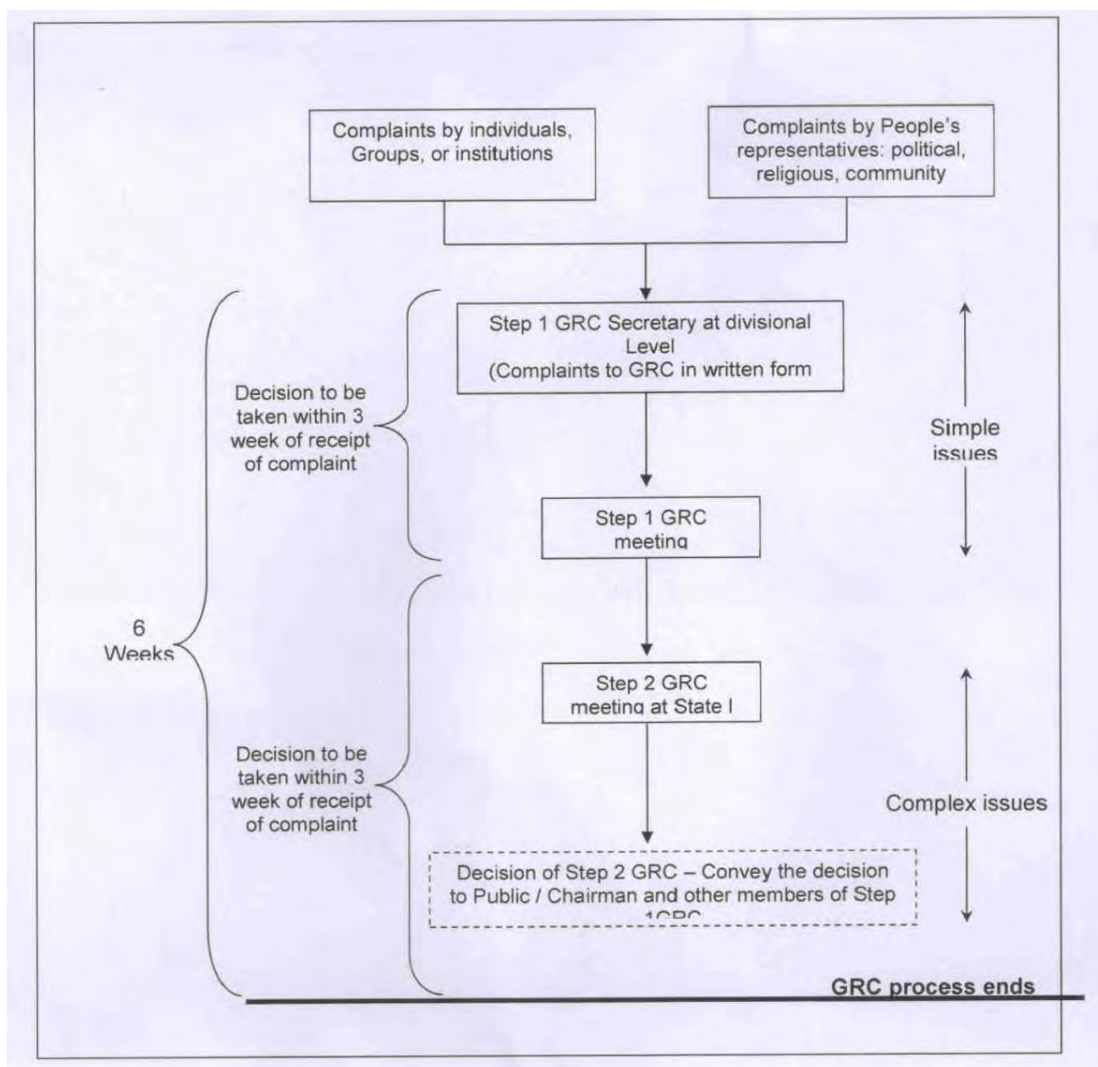 Complaints by individuals,
Groups, or institutions
Complaints by People's
representatives: political,
religious, community
Step 1 GRC Secretary at divisional
Level
(Complaints to GRC in written form
Decision to be
taken within 3
week of receipt
of complaint
Simple
issues
Step 1 GRC
meeting
6
Weeks
Step 2 GRC
meeting at State l
Decision to be
taken within 3
week of receipt
of complaint
Complex issues
Decision of Step 2 GRC – Convey the decision
to Public / Chairman and other members of Step
1GRC
GRC process ends